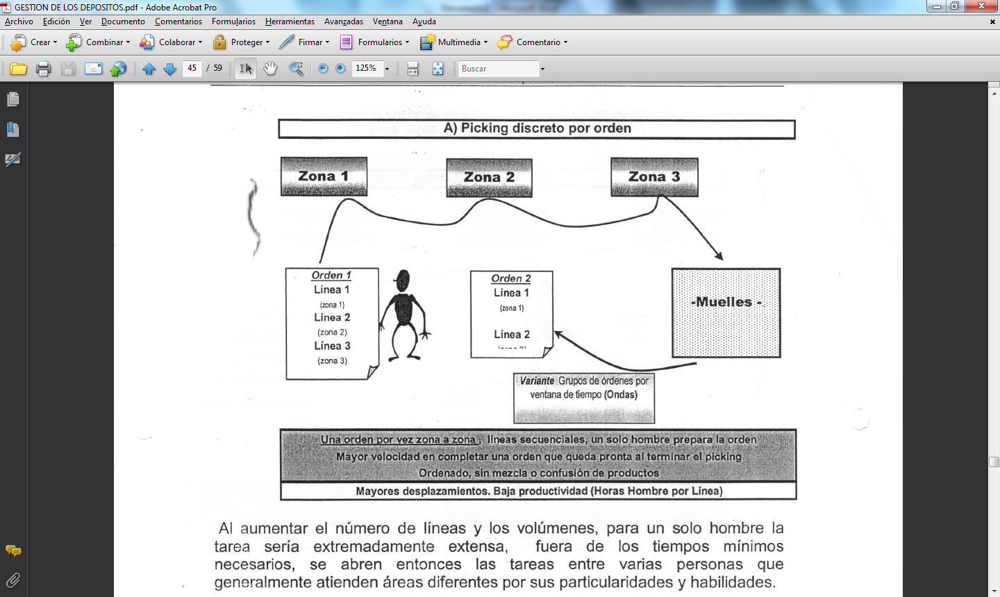 GESTION DE LOS DEPOSITOS.pdf - Adobe Acrobat Pro
Archivo Edición Ver Documento Comentarios Formularios Herramientas Avanzadas Ventana Ayuda
Crear Combinar Colaborar Proteger Firmar Formularios Multimedia Comentario
45 / 59 125% Buscar
A) Picking discreto por orden
Zona 1 Zona 2 Zona 3
Orden 1
Línea 1
(zona 1)
Línea 2
(zona 2)
Línea 3
(zona 3)
Orden 2
Línea 1
(zona 1)
Línea 2
-Muelles -
Variante Grupos de órdenes por
ventana de tiempo (Ondas)
Una orden por vez zona a zona , líneas secuenciales, un solo hombre prepara la orden
Mayor velocidad en completar una orden que queda pronta al terminar el picking
Ordenado, sin mezcla o confusión de productos
Mayores desplazamientos. Baja productividad (Horas Hombre por Línea)
Al aumentar el número de líneas y los volúmenes, para un solo hombre la
tarea sería extremadamente extensa, fuera de los tiempos mínimos
necesarios, se abren entonces las tareas entre varias personas que
generalmente atienden áreas diferentes por sus particularidades y habilidades.